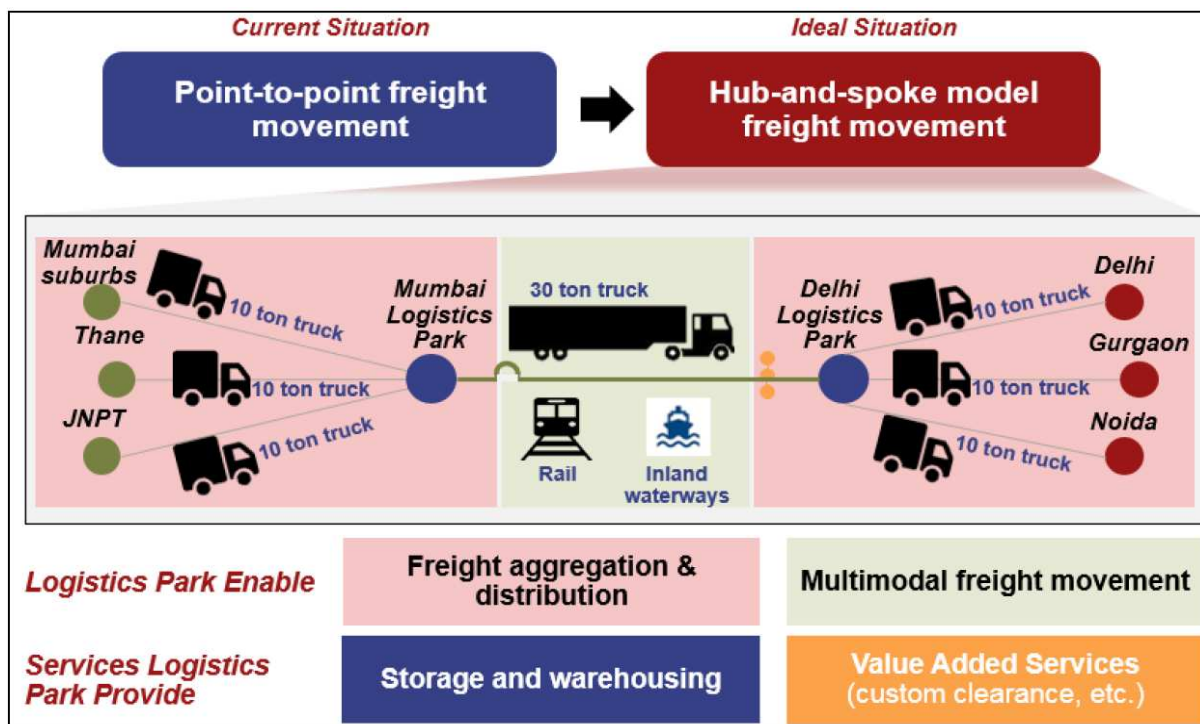 Current Situation
Ideal Situation
Point-to-point freight
movement
Hub-and-spoke model
freight movement
Mumbai
suburbs
10 ton truck
Thane
10 ton truck
JNPT
10 ton truck
Mumbai
Logistics
Park
30 ton truck
Rail
Inland
waterways
Delhi
Logistics
Park
10 ton truck
Delhi
10 ton truck
Gurgaon
10 ton truck
Noida
Logistics Park Enable
Freight aggregation &
distribution
Multimodal freight movement
Services Logistics
Park Provide
Storage and warehousing
Value Added Services
(custom clearance, etc.)